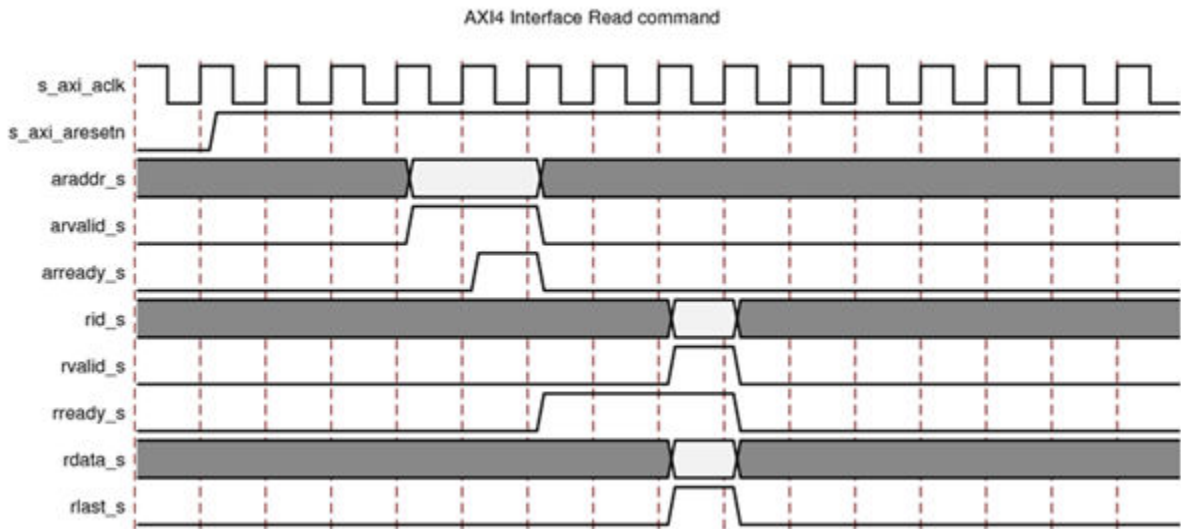 AXI4 Interface Read command
s_axi_aclk
s_axi_aresetn
araddr_s
arvalid_s
arready_s
rid_s
rvalid_s
rready_s
rdata_s
rlast_s